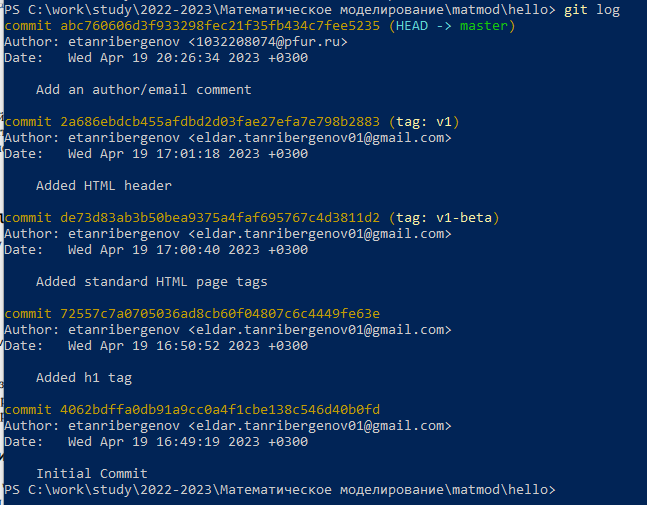 PS C:\work\study\2022-2023\Математическое моделирование\matmod\hello> git log
commit abc760606d3f933298fec21f35fb434c7fee5235 (HEAD -> master)
Author: etanribergenov <1032208074@pfur.ru>
Date:   Wed Apr 19 20:26:34 2023 +0300
    Add an author/email comment
commit 2a686ebdcb455afdbd2d03fae27efa7e798b2883 (tag: v1)
Author: etanribergenov <eldar.tanribergenov01@gmail.com>
Date:   Wed Apr 19 17:01:18 2023 +0300
    Added HTML header
commit de73d83ab3b50bea9375a4faf695767c4d3811d2 (tag: v1-beta)
Author: etanribergenov <eldar.tanribergenov01@gmail.com>
Date:   Wed Apr 19 17:00:40 2023 +0300
    Added standard HTML page tags
commit 72557c7a0705036ad8cb60f04807c6c4449fe63e
Author: etanribergenov <eldar.tanribergenov01@gmail.com>
Date:   Wed Apr 19 16:50:52 2023 +0300
    Added h1 tag
commit 4062bdffa0db91a9cc0a4f1cbe138c546d40b0fd
Author: etanribergenov <eldar.tanribergenov01@gmail.com>
Date:   Wed Apr 19 16:49:19 2023 +0300
    Initial Commit
PS C:\work\study\2022-2023\Математическое моделирование\matmod\hello>